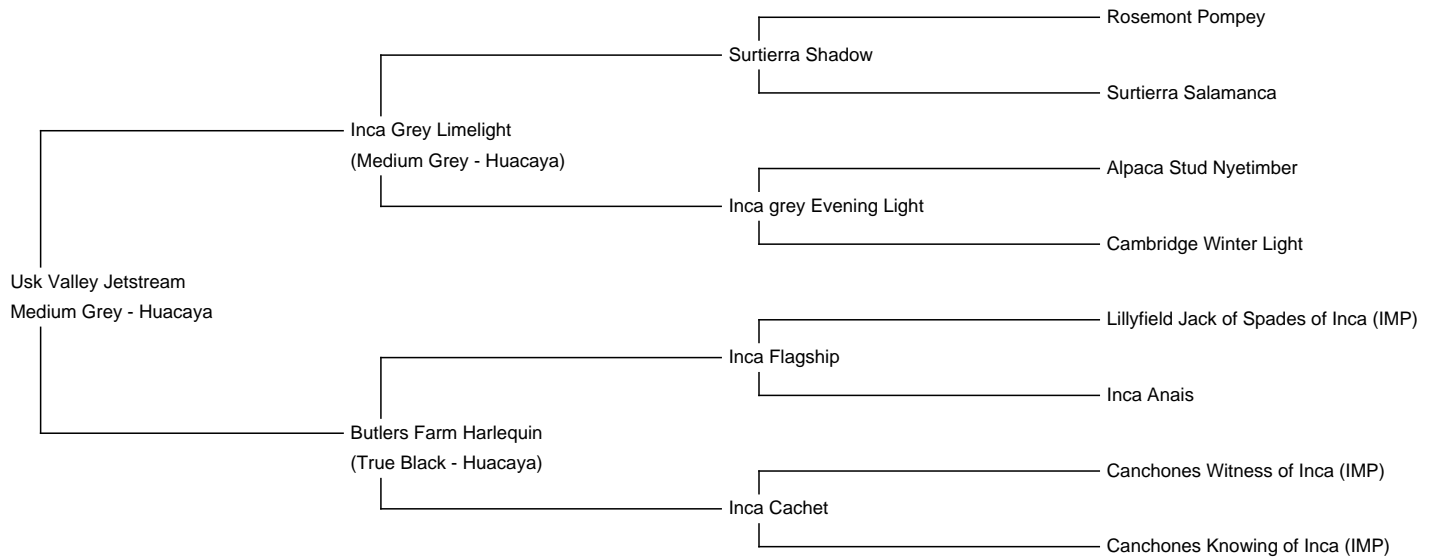 Rosemont Pompey
Surtierra Shadow
Surtierra Salamanca
Inca Grey Limelight
(Medium Grey - Huacaya)
Alpaca Stud Nyetimber
Inca grey Evening Light
Cambridge Winter Light
Usk Valley Jetstream
Medium Grey - Huacaya
Lillyfield Jack of Spades of Inca (IMP)
Inca Flagship
Inca Anais
Butlers Farm Harlequin
(True Black - Huacaya)
Canchones Witness of Inca (IMP)
Inca Cachet
Canchones Knowing of Inca (IMP)